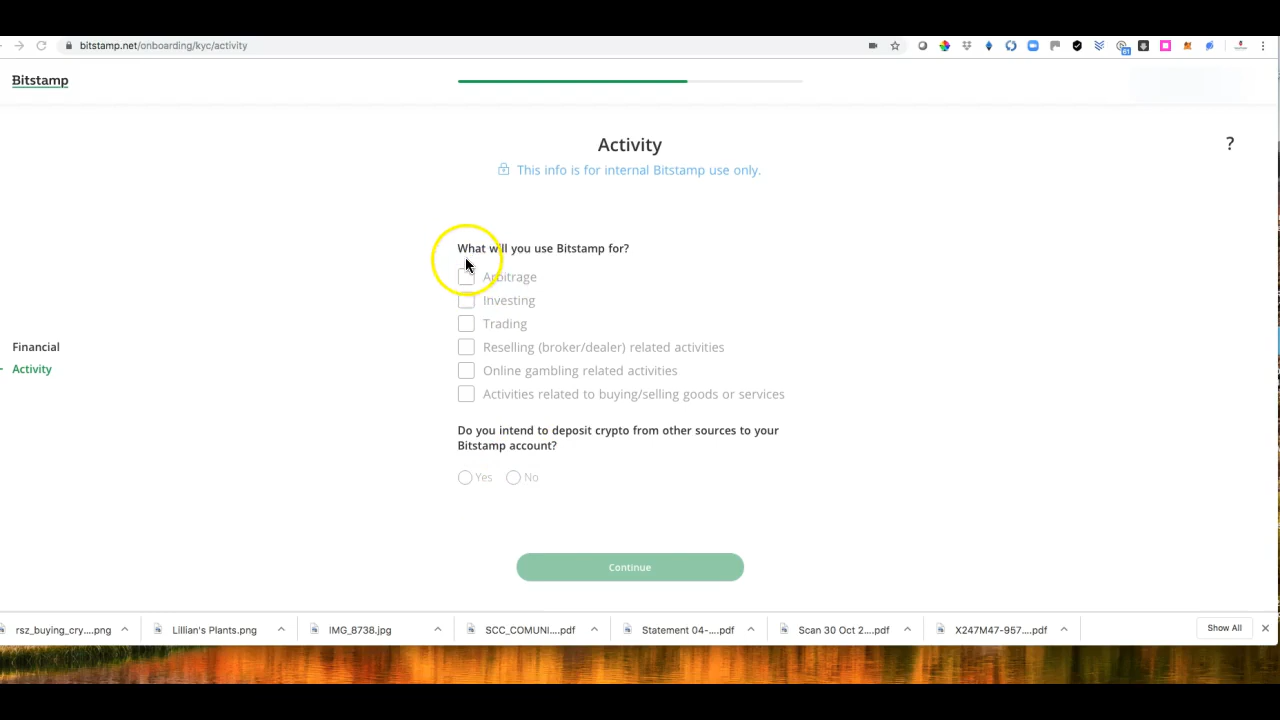 bitstamp.net/onboarding/kyc/activity
61
Bitstamp
Activity
?
This info is for internal Bitstamp use only.
What will you use Bitstamp for?
Arbitrage
Investing
Trading
Reselling (broker/dealer) related activities
Online gambling related activities
Activities related to buying/selling goods or services
Financial
Activity
Do you intend to deposit crypto from other sources to your
Bitstamp account?
Yes No
Continue
rsz_buying_cry....png Lillian's Plants.png IMG_8738.jpg SCC_COMUNI....pdf Statement 04-....pdf Scan 30 Oct 2....pdf X247M47-957....pdf Show All